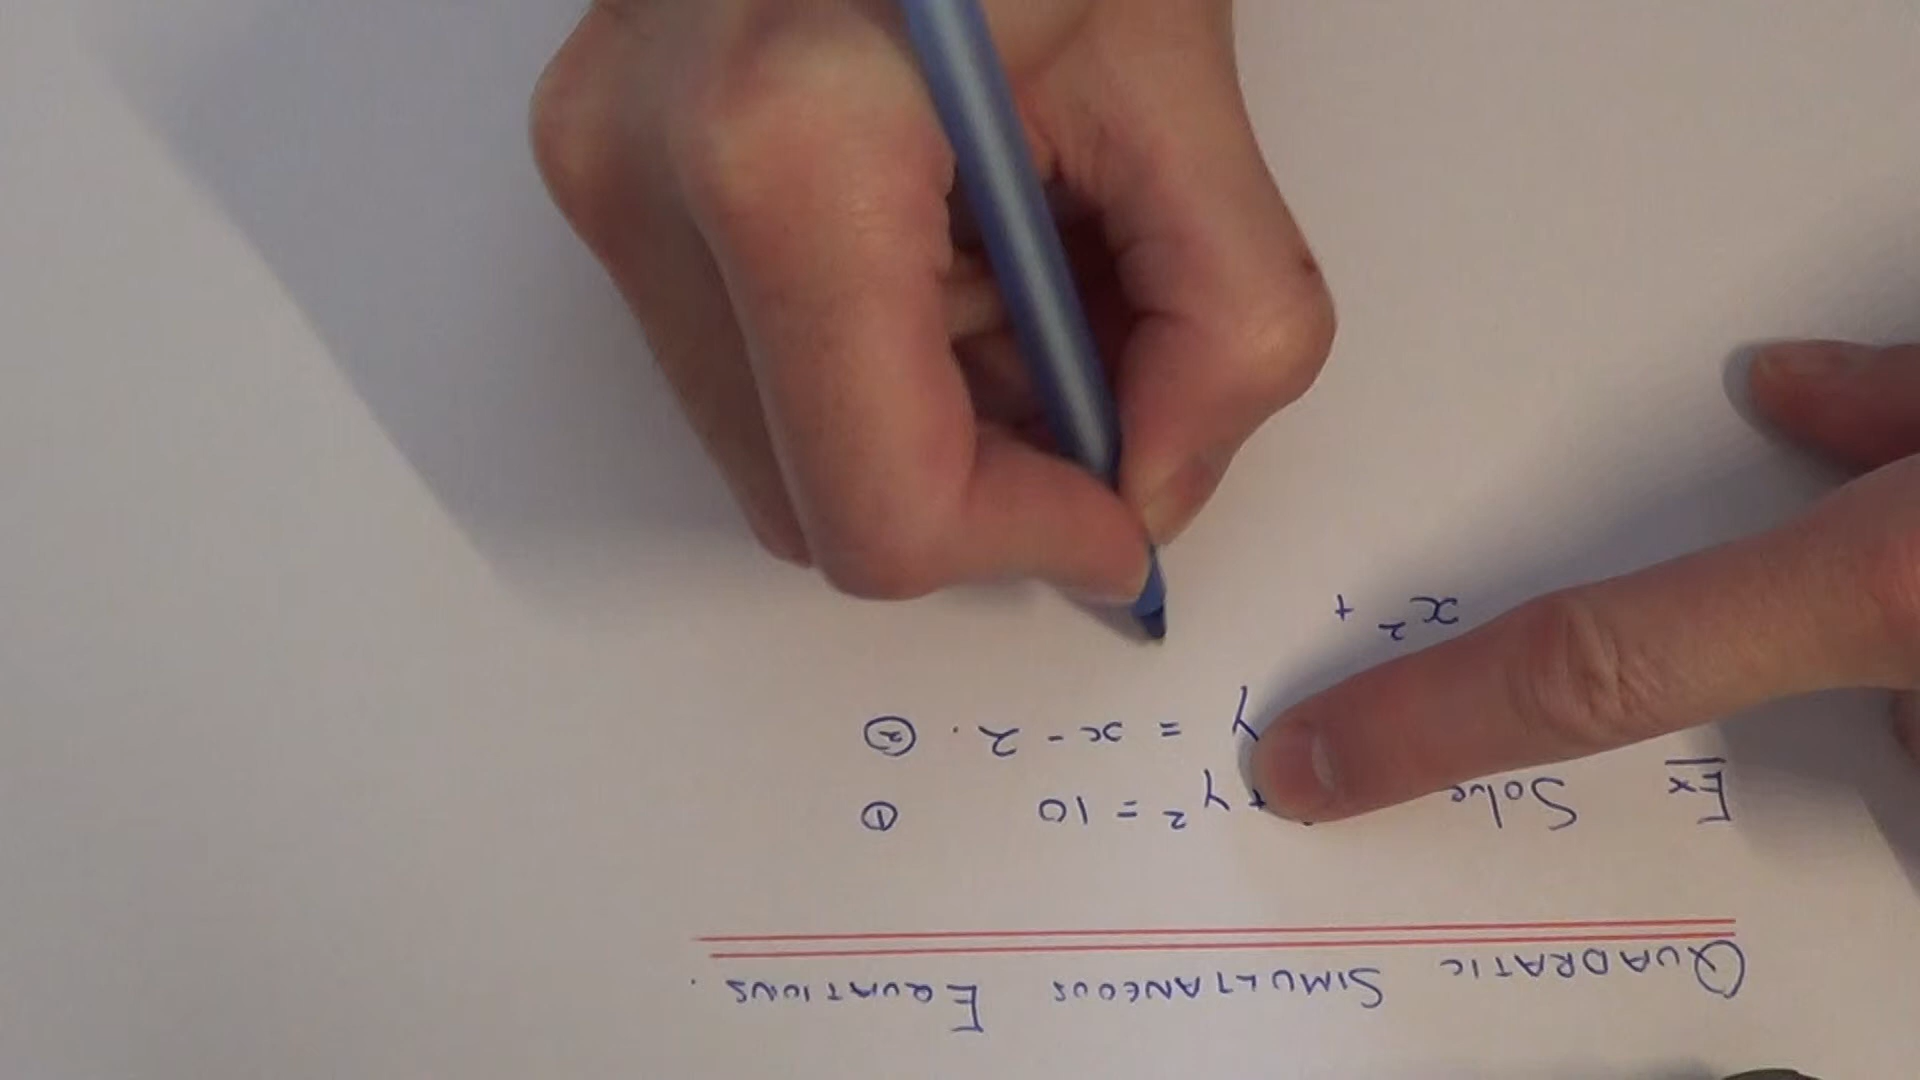 QUADRATIC SIMULTANEOUS EQUATIONS.
Ex Solve + y² = 10 ①
y = x - 2. ②
x² +